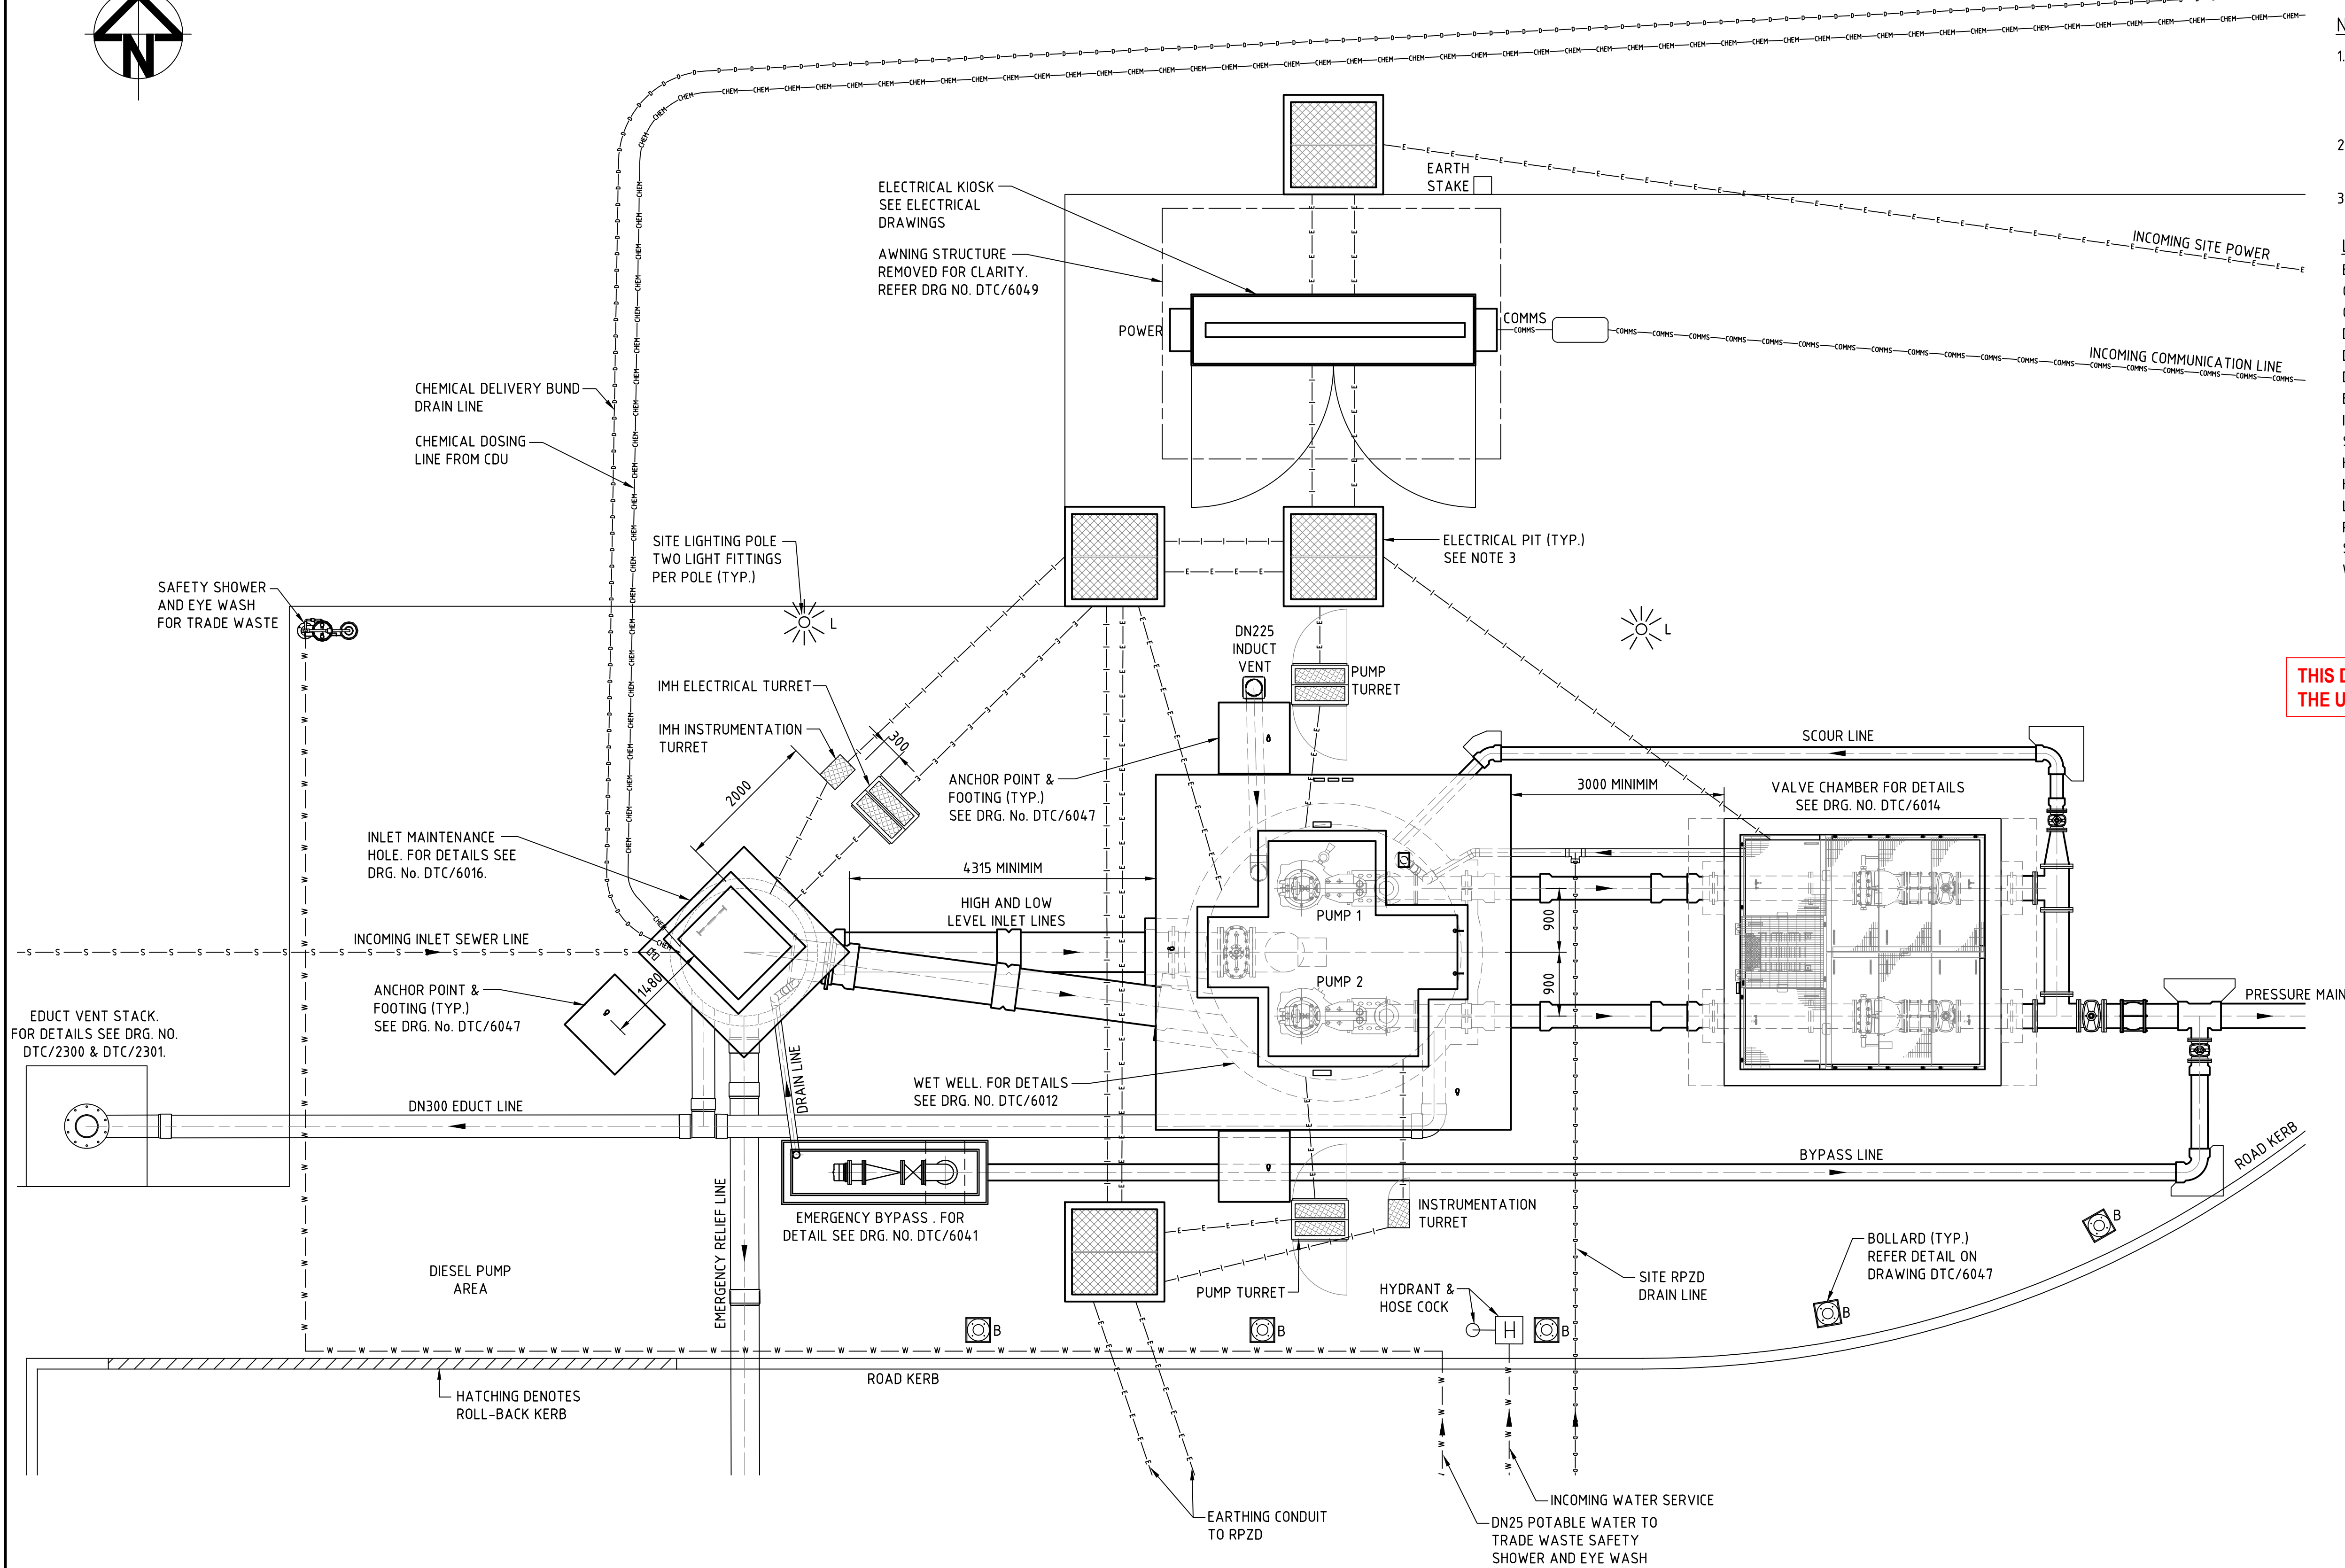 N
ELECTRICAL KIOSK
SEE ELECTRICAL
DRAWINGS
AWNING STRUCTURE
REMOVED FOR CLARITY.
REFER DRG NO. DTC/6049
EARTH
STAKE
INCOMING SITE POWER
POWER
COMMS
INCOMING COMMUNICATION LINE
CHEMICAL DELIVERY BUND
DRAIN LINE
CHEMICAL DOSING
LINE FROM CDU
SITE LIGHTING POLE
TWO LIGHT FITTINGS
PER POLE (TYP.)
L
ELECTRICAL PIT (TYP.)
SEE NOTE 3
SAFETY SHOWER
AND EYE WASH
FOR TRADE WASTE
DN225
INDUCT
VENT
L
PUMP
TURRET
IMH ELECTRICAL TURRET
IMH INSTRUMENTATION
TURRET
300
2000
ANCHOR POINT &
FOOTING (TYP.)
SEE DRG. No. DTC/6047
SCOUR LINE
3000 MINIMIM
VALVE CHAMBER FOR DETAILS
SEE DRG. NO. DTC/6014
INLET MAINTENANCE
HOLE. FOR DETAILS SEE
DRG. No. DTC/6016.
4315 MINIMIM
HIGH AND LOW
LEVEL INLET LINES
PUMP 1
900
INCOMING INLET SEWER LINE
1480
PUMP 2
900
ANCHOR POINT &
FOOTING (TYP.)
SEE DRG. No. DTC/6047
PRESSURE MAIN
EDUCT VENT STACK.
FOR DETAILS SEE DRG. NO.
DTC/2300 & DTC/2301.
DRAIN LINE
WET WELL. FOR DETAILS
SEE DRG. NO. DTC/6012
DN300 EDUCT LINE
BYPASS LINE
ROAD KERB
EMERGENCY RELIEF LINE
EMERGENCY BYPASS . FOR
DETAIL SEE DRG. NO. DTC/6041
INSTRUMENTATION
TURRET
B
BOLLARD (TYP.)
REFER DETAIL ON
DRAWING DTC/6047
B
DIESEL PUMP
AREA
PUMP TURRET
HYDRANT &
HOSE COCK
SITE RPZD
DRAIN LINE
B
B
H
B
ROAD KERB
HATCHING DENOTES
ROLL-BACK KERB
EARTHING CONDUIT
TO RPZD
INCOMING WATER SERVICE
DN25 POTABLE WATER TO
TRADE WASTE SAFETY
SHOWER AND EYE WASH
N
1.
2
3
THIS D
THE U